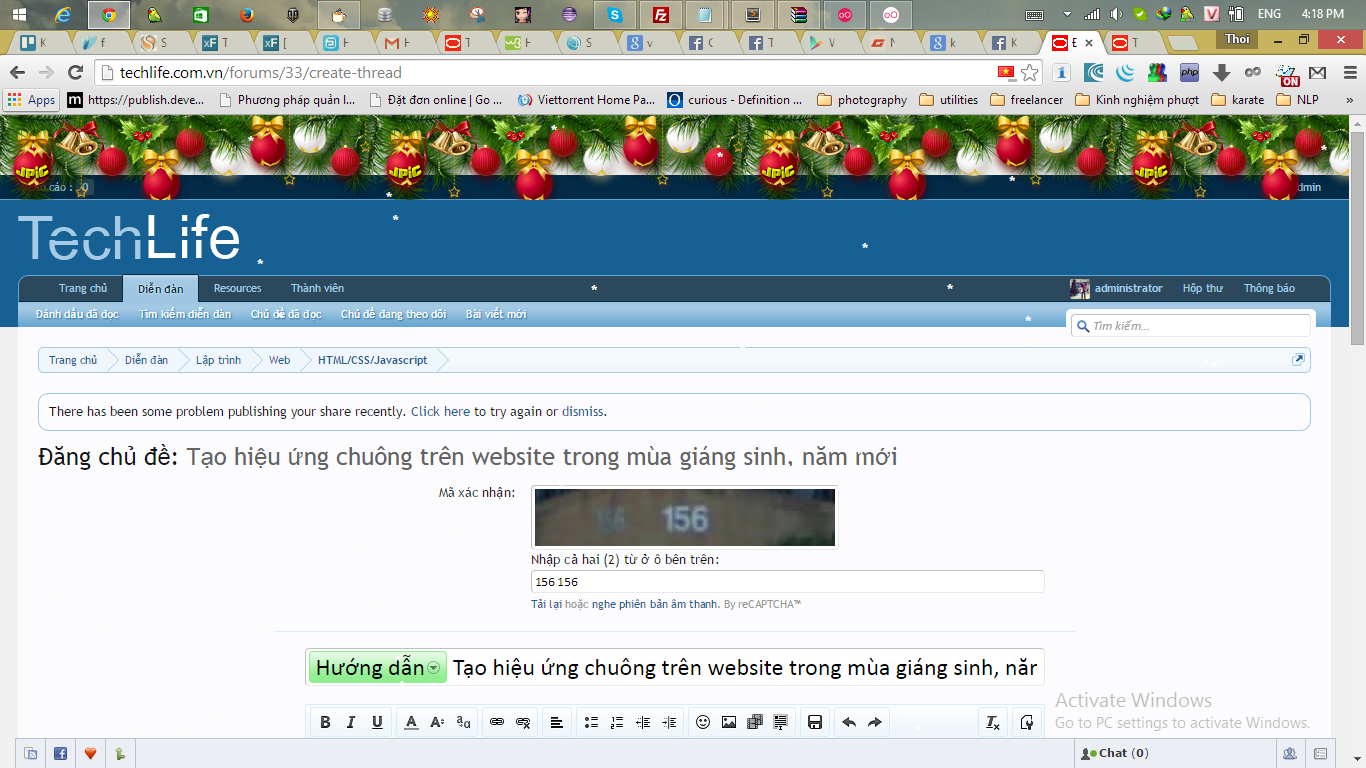 ENG 4:18 PM
K f S T [ H H T H S v C T V N k K Đ T Thoi
techlife.com.vn/forums/33/create-thread
Apps https://publish.deve... Phương pháp quản l... Đặt đơn online | Go ... Viettorrent Home Pa... curious - Definition ... photography utilities freelancer Kinh nghiệm phượt karate NLP »
JPiC JPiC JPiC JPiC
cáo : 0 dmin
TechLife
Trang chủ Diễn đàn Resources Thành viên administrator Hộp thư Thông báo
Đánh dấu đã đọc Tìm kiếm diễn đàn Chủ đề đã đọc Chủ đề đang theo dõi Bài viết mới
Tìm kiếm...
Trang chủ Diễn đàn Lập trình Web HTML/CSS/Javascript
There has been some problem publishing your share recently. Click here to try again or dismiss.
Đăng chủ đề: Tạo hiệu ứng chuông trên website trong mùa giáng sinh, năm mới
Mã xác nhận:
156
Nhập cả hai (2) từ ở ô bên trên:
156 156
Tải lại hoặc nghe phiên bản âm thanh. By reCAPTCHA™
Hướng dẫn Tạo hiệu ứng chuông trên website trong mùa giáng sinh, năr
Activate Windows
B I U A A
Go to PC settings to activate Windows.
Chat (0)